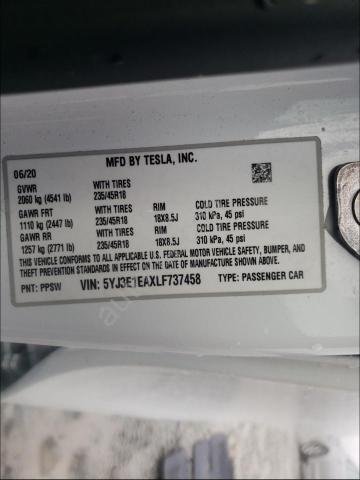 MFD BY TESLA, INC.
06/20
GVWR WITH TIRES
2060 kg (4541 lb) 235/45R18
GAWR FRT WITH TIRES RIM COLD TIRE PRESSURE
1110 kg (2447 lb) 235/45R18 18X8.5J 310 kPa, 45 psi
GAWR RR WITH TIRES RIM COLD TIRE PRESSURE
1257 kg (2771 lb) 235/45R18 18X8.5J 310 kPa, 45 psi
THIS VEHICLE CONFORMS TO ALL APPLICABLE U.S. FEDERAL MOTOR VEHICLE SAFETY, BUMPER, AND
THEFT PREVENTION STANDARDS IN EFFECT ON THE DATE OF MANUFACTURE SHOWN ABOVE.
PNT: PPSW VIN: 5YJ3E1EAXLF737458 TYPE: PASSENGER CAR